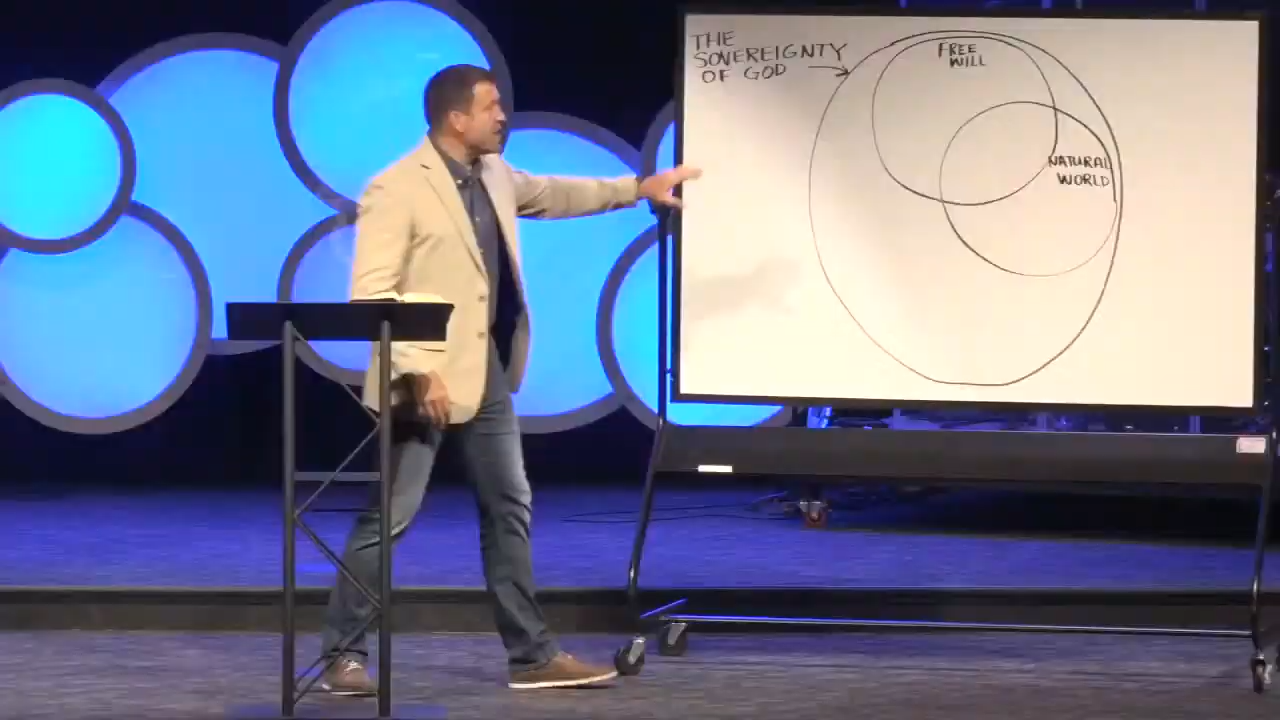 THE
SOVEREIGNTY
OF GOD
FREE
WILL
NATURAL
WORLD